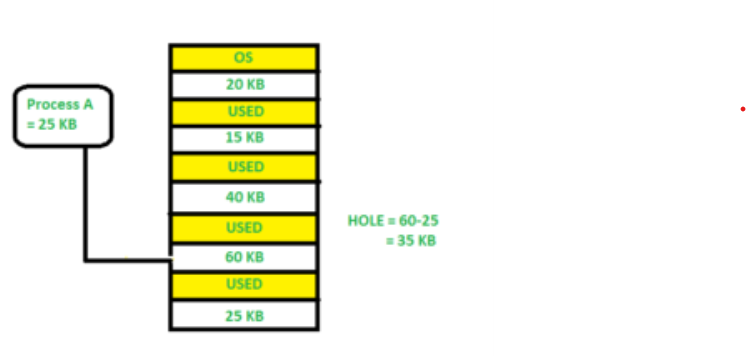 OS
20 KB
Process A
= 25 KB
USED
15 KB
USED
40 KB
USED
HOLE = 60-25
= 35 KB
60 KB
USED
25 KB